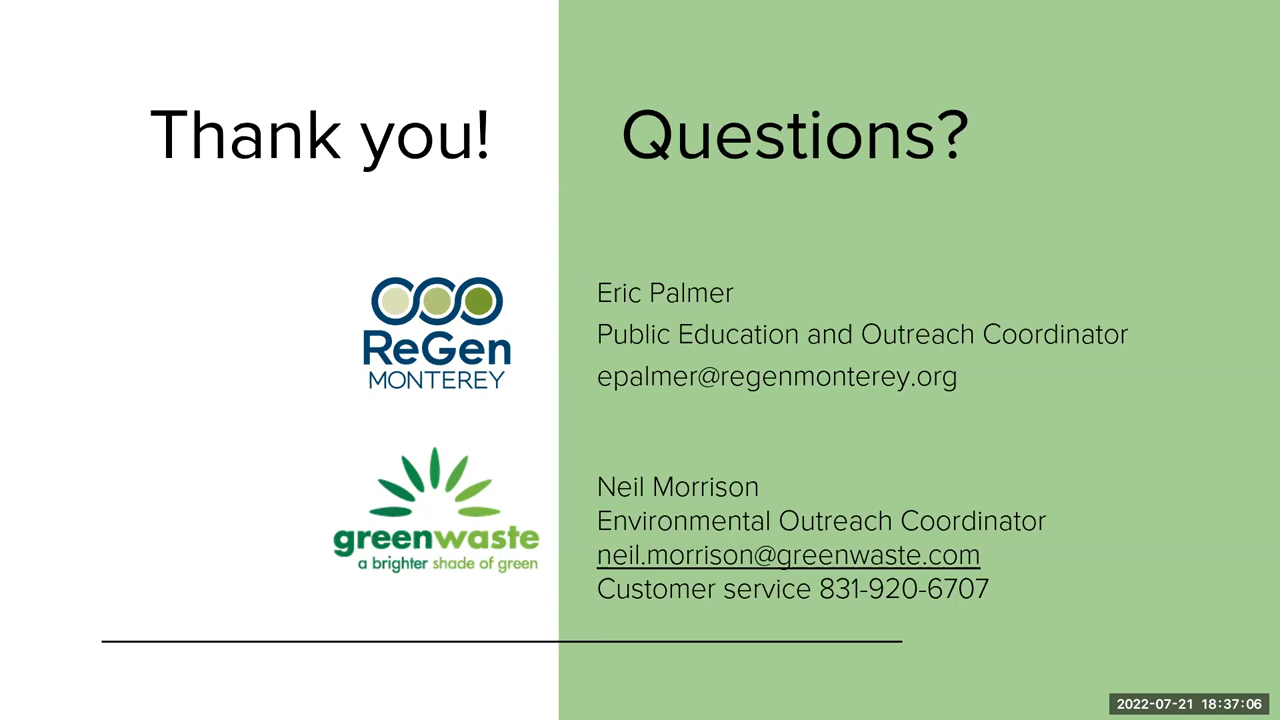 Thank you!
Questions?
ReGen
MONTEREY
Eric Palmer
Public Education and Outreach Coordinator
epalmer@regenmonterey.org
greenwaste
a brighter shade of green
Neil Morrison
Environmental Outreach Coordinator
neil.morrison@greenwaste.com
Customer service 831-920-6707
2022-07-21 18:37:06